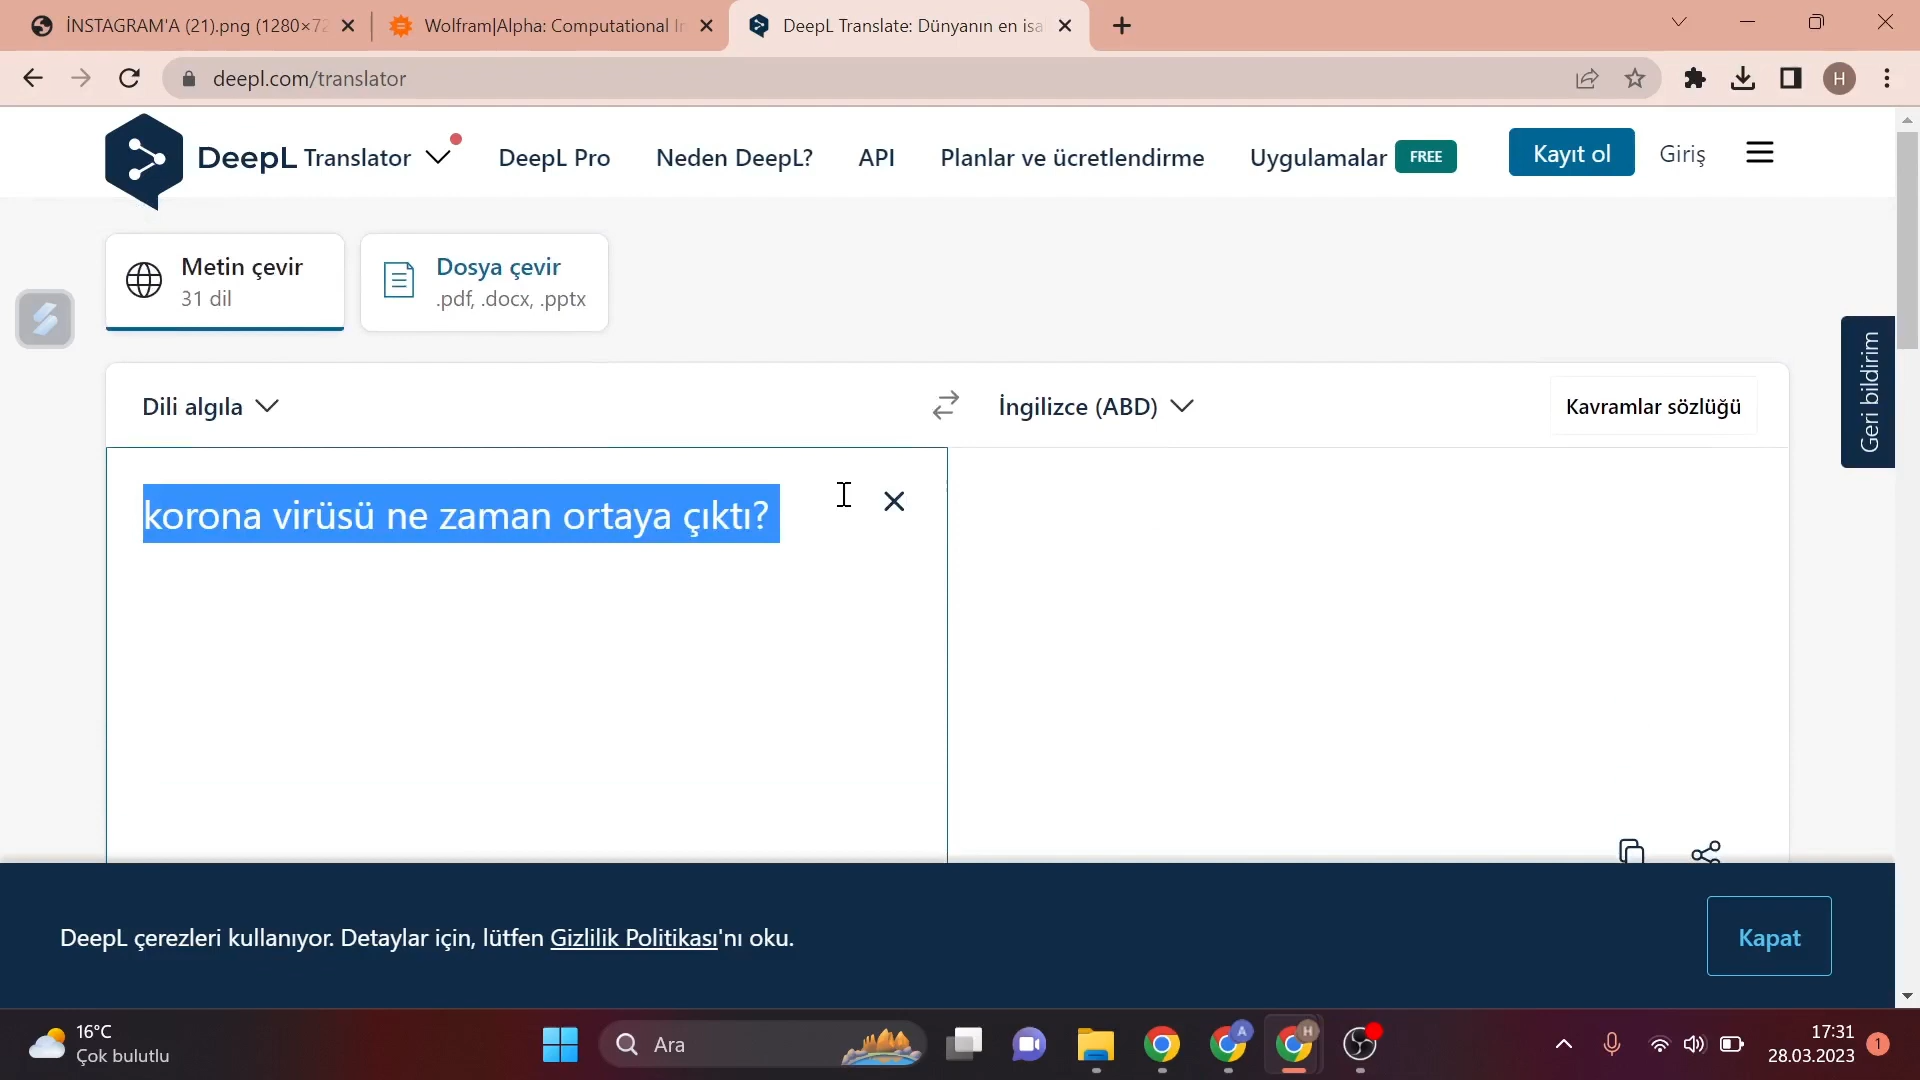 İNSTAGRAM'A (21).png (1280×72
Wolfram|Alpha: Computational In
DeepL Translate: Dünyanın en isa
deepl.com/translator
H
DeepL Translator
DeepL Pro
Neden DeepL?
API
Planlar ve ücretlendirme
Uygulamalar FREE
Kayıt ol
Giriş
Metin çevir
31 dil
Dosya çevir
.pdf, .docx, .pptx
Geri bildirim
Dili algıla
İngilizce (ABD)
Kavramlar sözlüğü
korona virüsü ne zaman ortaya çıktı?
DeepL çerezleri kullanıyor. Detaylar için, lütfen Gizlilik Politikası'nı oku.
Kapat
16°C
Çok bulutlu
Ara
A
H
17:31
28.03.2023
1